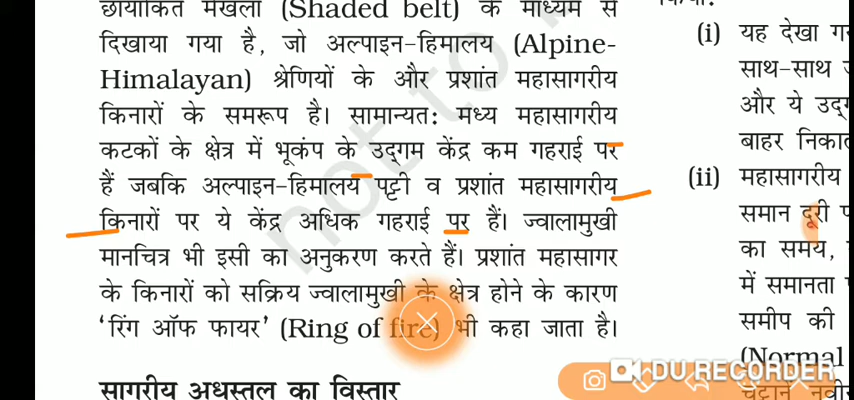 छायांकित मेखला (Shaded belt) के माध्यम से
दिखाया गया है, जो अल्पाइन-हिमालय (Alpine-
Himalayan) श्रेणियों के और प्रशांत महासागरीय
किनारों के समरूप है। सामान्यतः मध्य महासागरीय
कटकों के क्षेत्र में भूकंप के उद्‌गम केंद्र कम गहराई पर
हैं जबकि अल्पाइन-हिमालय पट्टी व प्रशांत महासागरीय
किनारों पर ये केंद्र अधिक गहराई पर हैं। ज्वालामुखी
मानचित्र भी इसी का अनुकरण करते हैं। प्रशांत महासागर
के किनारों को सक्रिय ज्वालामुखी के क्षेत्र होने के कारण
‘रिंग ऑफ फायर’ (Ring of fire) भी कहा जाता है।
सागरीय अधस्तल का विस्तार
(i) यह देखा
साथ-साथ
और ये
बाहर
(ii) महासागरीय
समान दूरी
का समय,
में समानता
समीप की
(Normal
not to
DU RECORDER